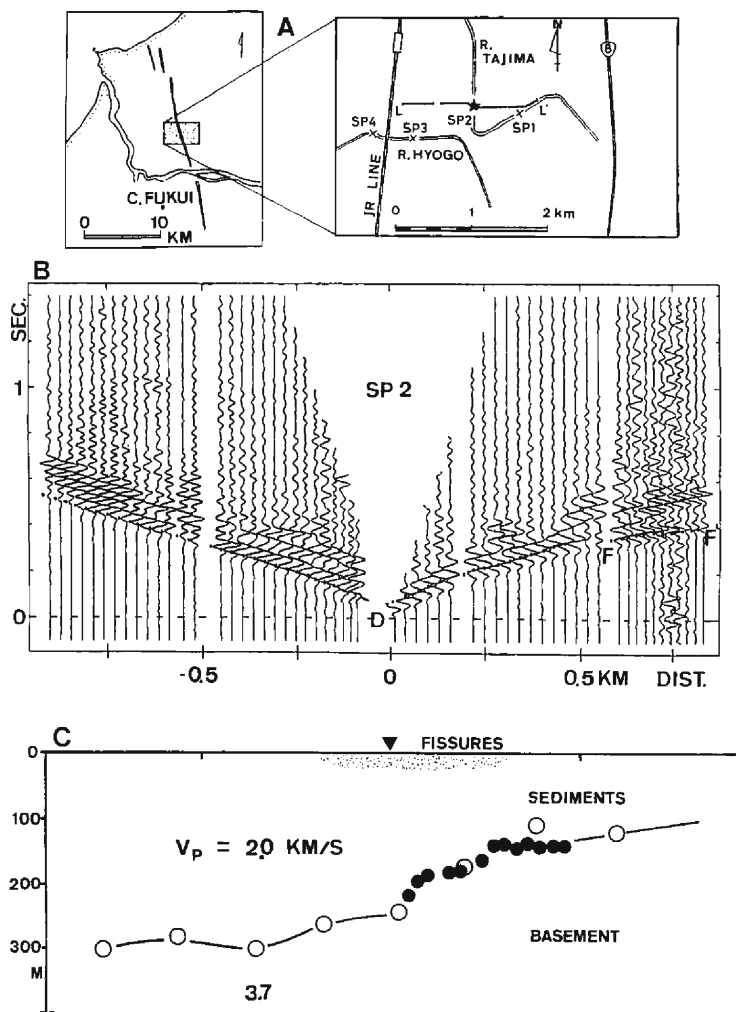 A
C. FUKUI
0 10
KM
N
R.
TAJIMA
8
L
L'
SP2
SP1
SP4
SP3
R. HYOGO
JR LINE
0 1 2 km
B
SEC.
1
0
SP 2
D
F
F'
-0.5 0 0.5 KM DIST.
C
0
FISSURES
SEDIMENTS
100
VP = 2.0 KM/S
200
BASEMENT
300
M
3.7